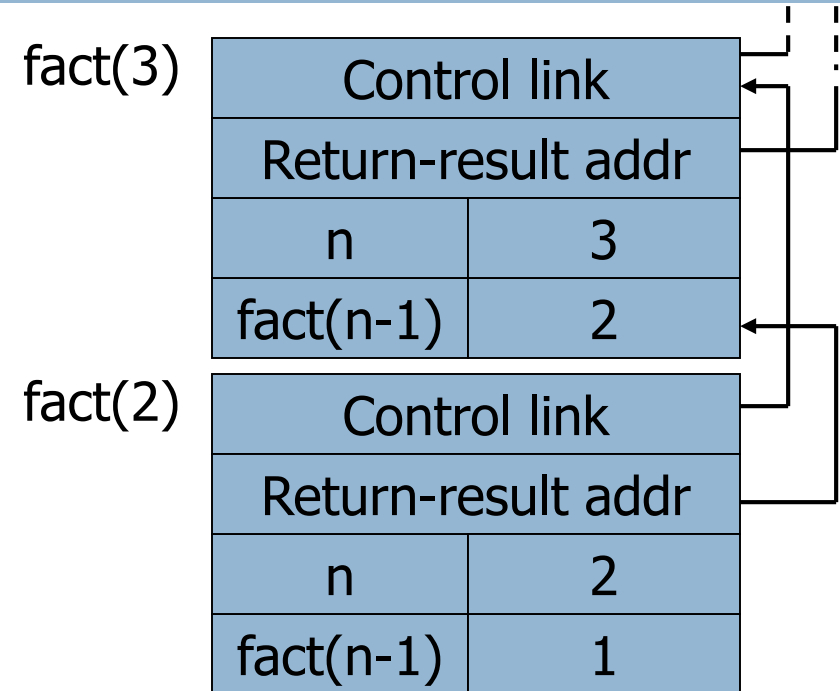 fact(3)
Control link
Return-result addr
n 3
fact(n-1) 2
fact(2)
Control link
Return-result addr
n 2
fact(n-1) 1